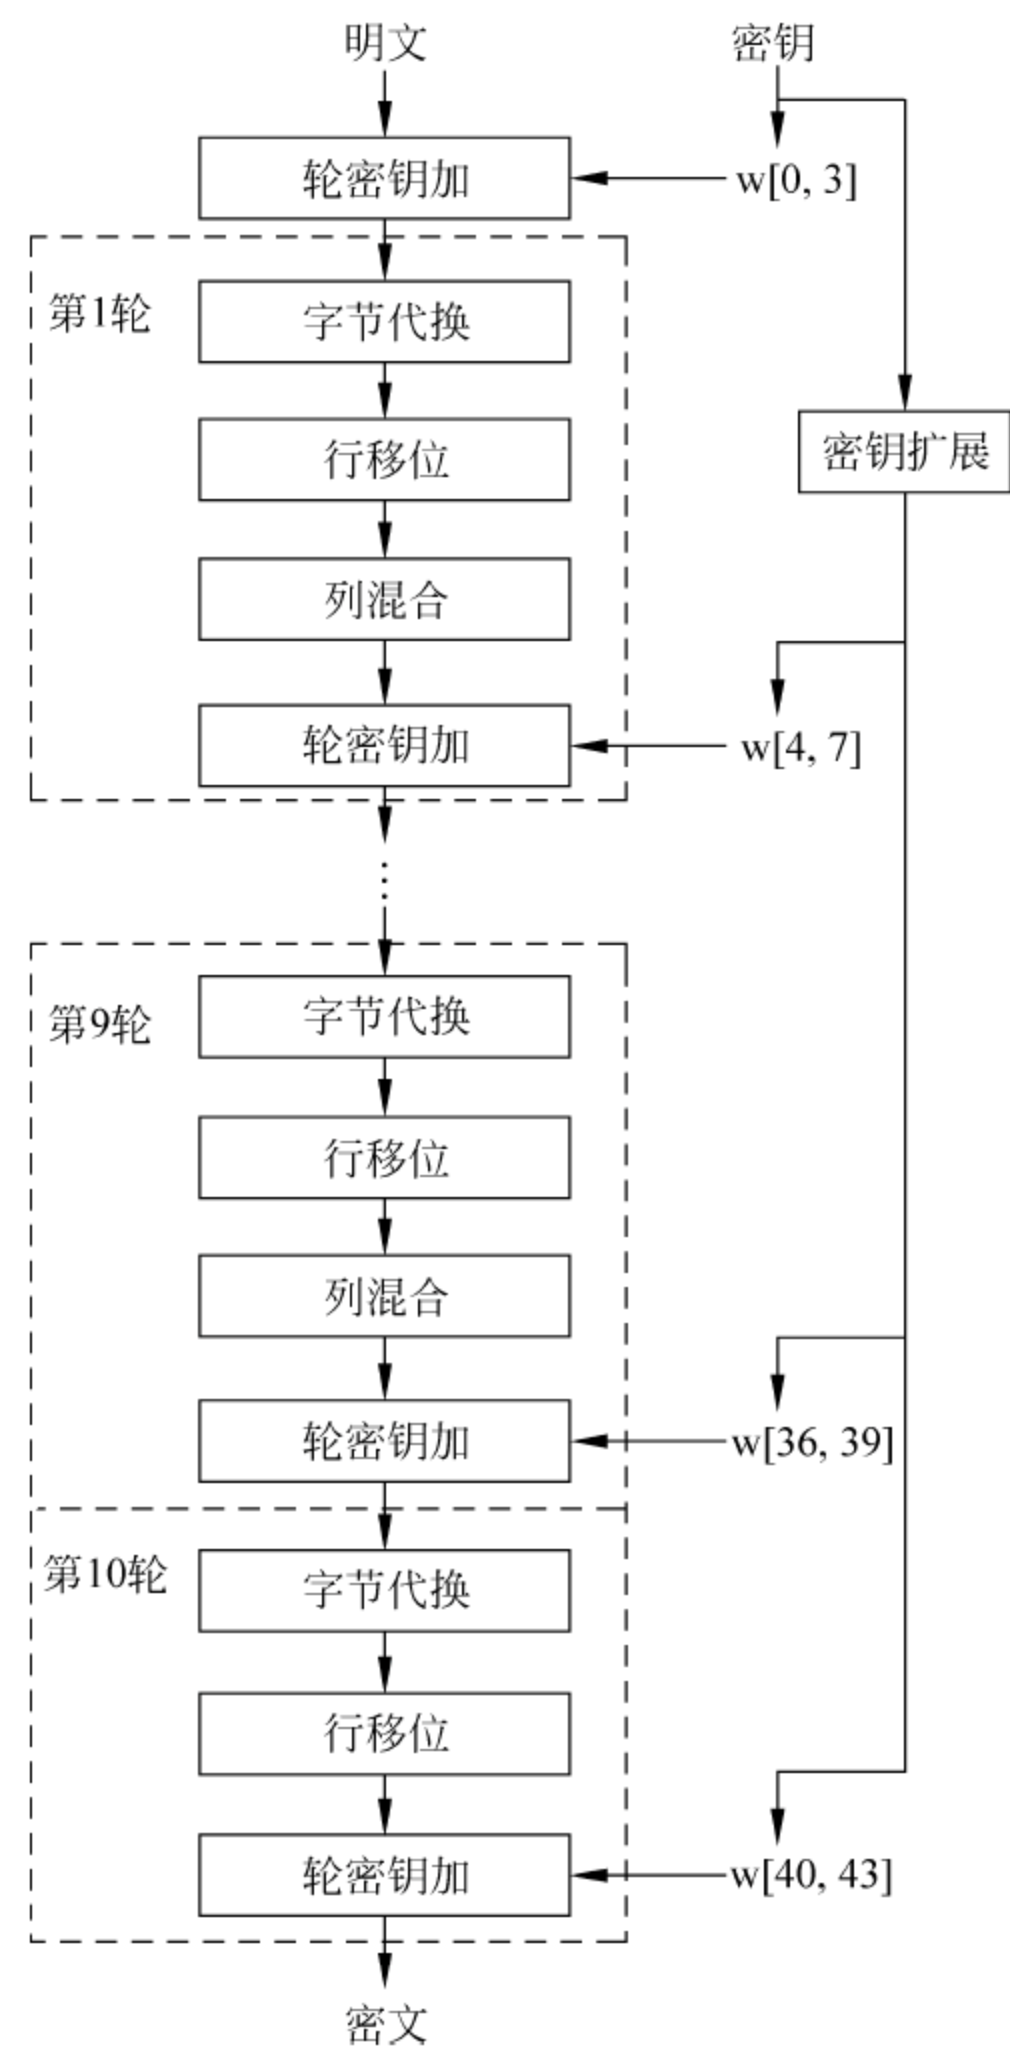 明文
密钥
轮密钥加
w[0, 3]
第1轮
字节代换
行移位
密钥扩展
列混合
轮密钥加
w[4, 7]
⋮
第9轮
字节代换
行移位
列混合
轮密钥加
w[36, 39]
第10轮
字节代换
行移位
轮密钥加
w[40, 43]
密文